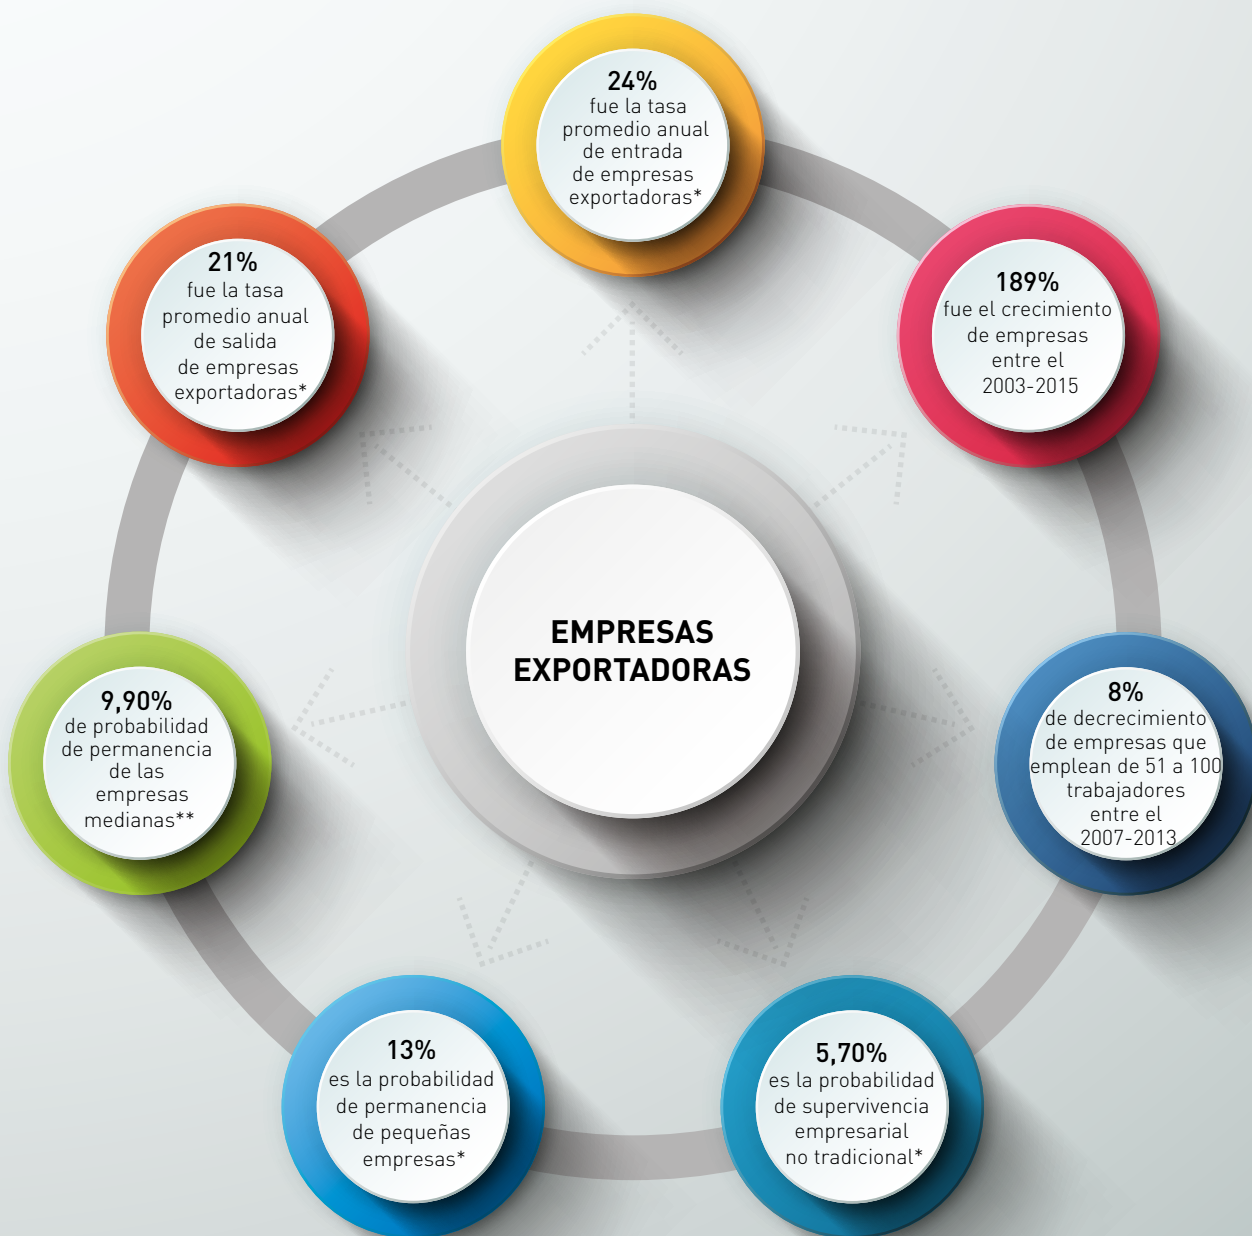 24%
fue la tasa
promedio anual
de entrada
de empresas
exportadoras*
189%
fue el crecimiento
de empresas
entre el
2003-2015
8%
de decrecimiento
de empresas que
emplean de 51 a 100
trabajadores
entre el
2007-2013
5,70%
es la probabilidad
de supervivencia
empresarial
no tradicional*
13%
es la probabilidad
de permanencia
de pequeñas
empresas*
9,90%
de probabilidad
de permanencia
de las
empresas
medianas**
21%
fue la tasa
promedio anual
de salida
de empresas
exportadoras*
EMPRESAS
EXPORTADORAS